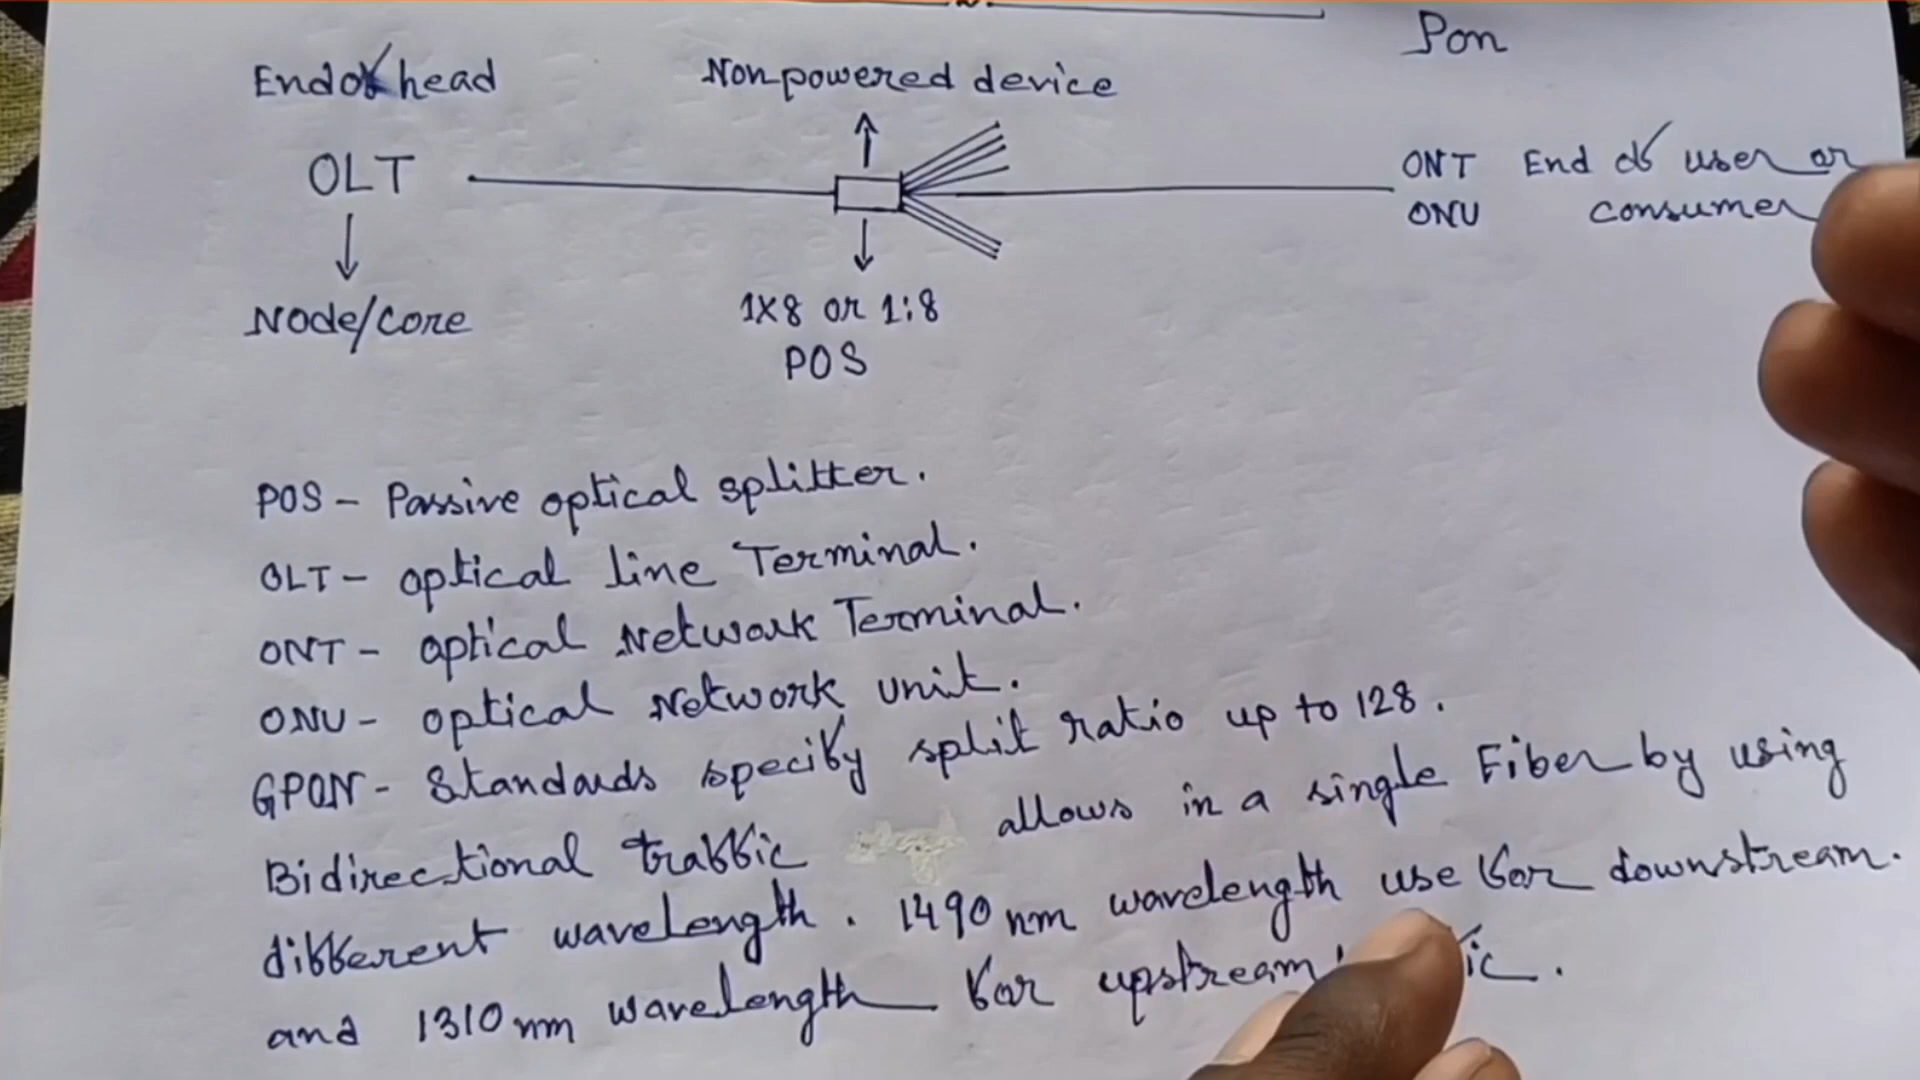 Pon
End of head
Non powered device
OLT
ONT End of user or
ONU consumer
Node/core
1X8 or 1:8
POS
POS - Passive optical splitter.
OLT - optical line Terminal.
ONT - optical Network Terminal.
ONU - optical Network unit.
GPON - Standards specify split ratio up to 128.
Bidirectional traffic allows in a single Fiber by using
different wavelength. 1490 nm wavelength use for downstream.
and 1310 nm wavelength for upstream